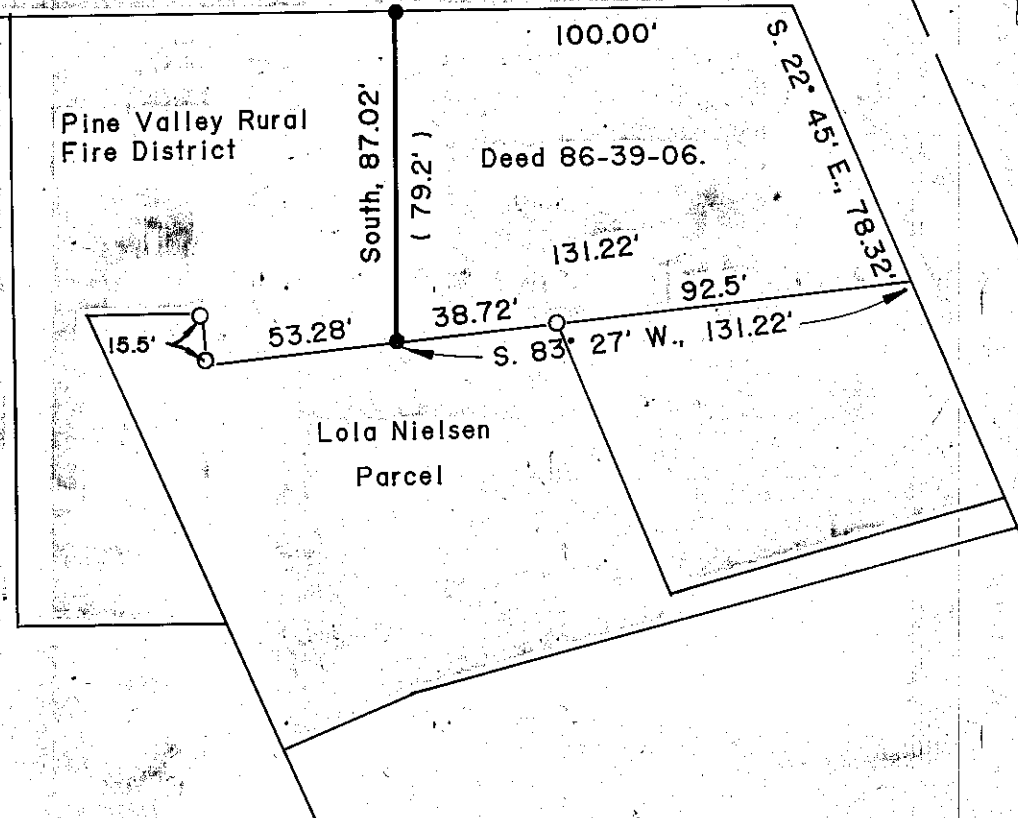 100.00'
S. 22° 45' E., 78.32'
Pine Valley Rural
Fire District
South, 87.02'
( 79.2' )
Deed 86-39-06.
131.22'
92.5'
38.72'
53.28'
15.5'
S. 83° 27' W., 131.22'
Lola Nielsen
Parcel